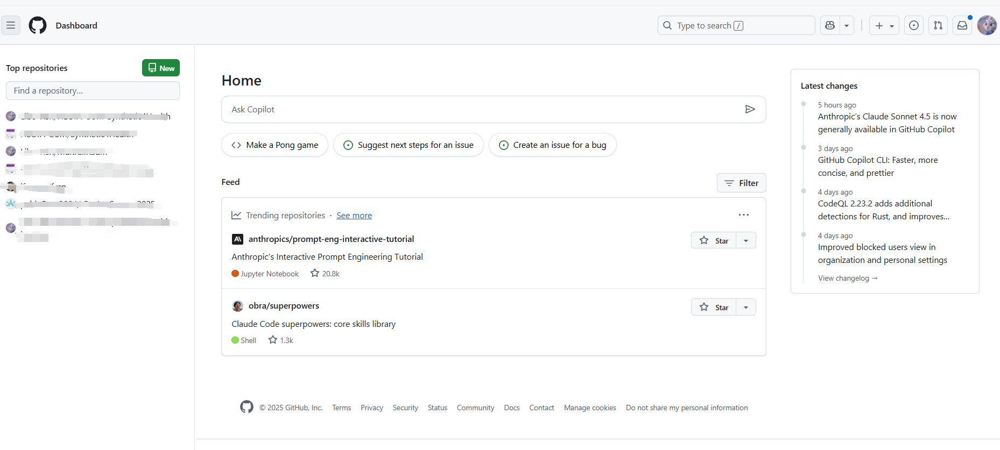 Dashboard
Type to search /
Top repositories
New
Find a repository...
Home
Ask Copilot
Make a Pong game
Suggest next steps for an issue
Create an issue for a bug
Feed
Filter
Trending repositories · See more
anthropics/prompt-eng-interactive-tutorial
Star
Anthropic's Interactive Prompt Engineering Tutorial
Jupyter Notebook 20.8k
obra/superpowers
Star
Claude Code superpowers: core skills library
Shell 1.3k
Latest changes
5 hours ago
Anthropic's Claude Sonnet 4.5 is now
generally available in GitHub Copilot
3 days ago
GitHub Copilot CLI: Faster, more
concise, and prettier
4 days ago
CodeQL 2.23.2 adds additional
detections for Rust, and improves...
4 days ago
Improved blocked users view in
organization and personal settings
View changelog →
© 2025 GitHub, Inc. Terms Privacy Security Status Community Docs Contact Manage cookies Do not share my personal information